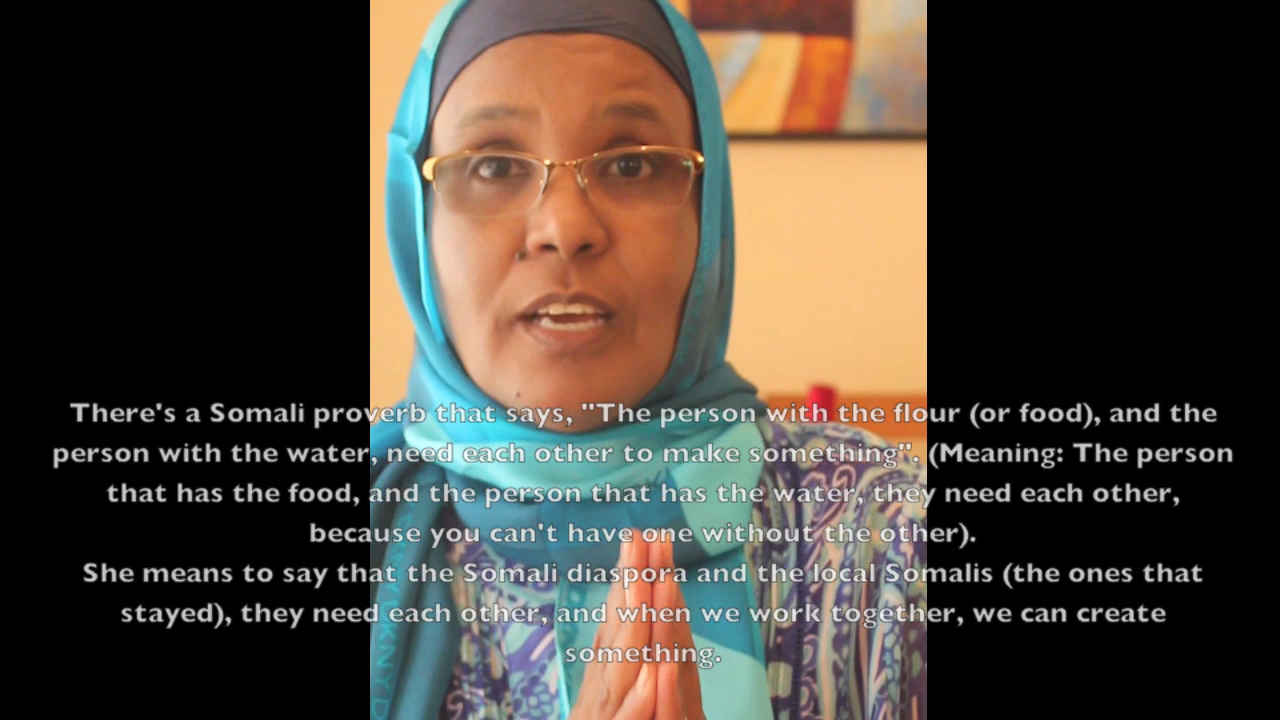 There's a Somali proverb that says, "The person with the flour (or food), and the
person with the water, need each other to make something". (Meaning: The person
that has the food, and the person that has the water, they need each other,
because you can't have one without the other).
She means to say that the Somali diaspora and the local Somalis (the ones that
stayed), they need each other, and when we work together, we can create
something.